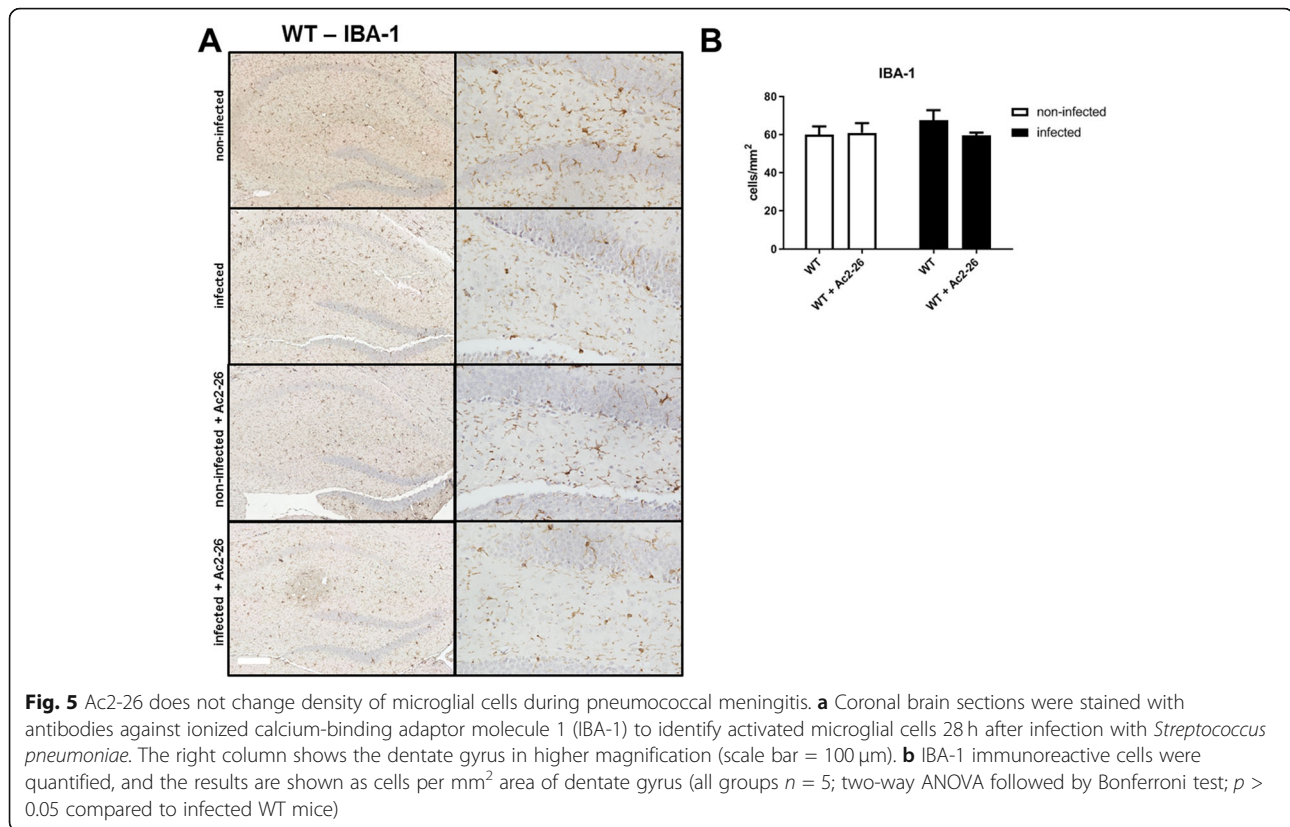 A
WT – IBA-1
non-infected
infected
non-infected + Ac2-26
infected + Ac2-26
B
IBA-1
cells/mm²
80
60
40
20
0
WT
WT + Ac2-26
WT
WT + Ac2-26
non-infected
infected
Fig. 5 Ac2-26 does not change density of microglial cells during pneumococcal meningitis. a Coronal brain sections were stained with
antibodies against ionized calcium-binding adaptor molecule 1 (IBA-1) to identify activated microglial cells 28 h after infection with Streptococcus
pneumoniae. The right column shows the dentate gyrus in higher magnification (scale bar = 100 μm). b IBA-1 immunoreactive cells were
quantified, and the results are shown as cells per mm² area of dentate gyrus (all groups n = 5; two-way ANOVA followed by Bonferroni test; p >
0.05 compared to infected WT mice)